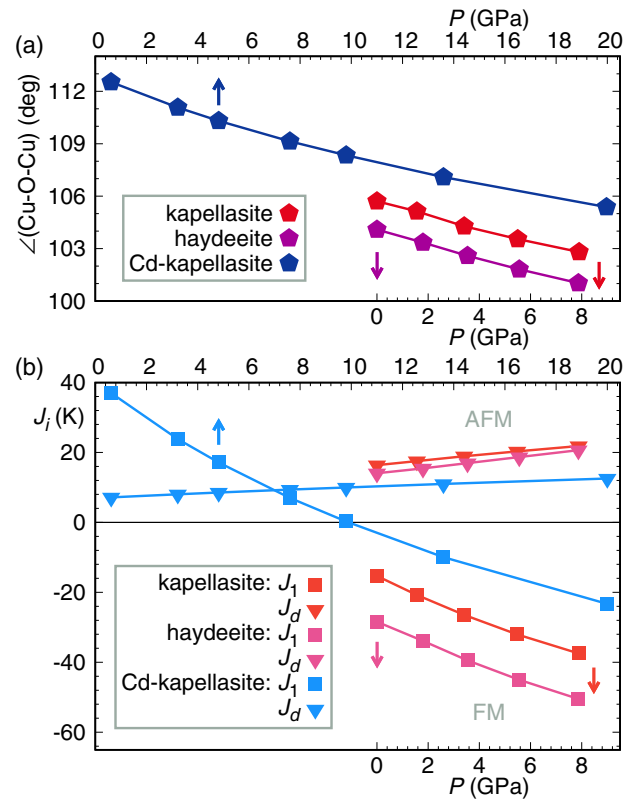 P (GPa)
(a)
0 2 4 6 8 10 12 14 16 18 20
∠(Cu-O-Cu) (deg)
112
109
106
103
100
kapellasite
haydeeite
Cd-kapellasite
0 2 4 6 8
P (GPa)
(b)
0 2 4 6 8 10 12 14 16 18 20
J_i (K)
40
20
0
-20
-40
-60
AFM
kapellasite: J_1
J_d
haydeeite: J_1
J_d
Cd-kapellasite: J_1
J_d
FM
0 2 4 6 8
P (GPa)